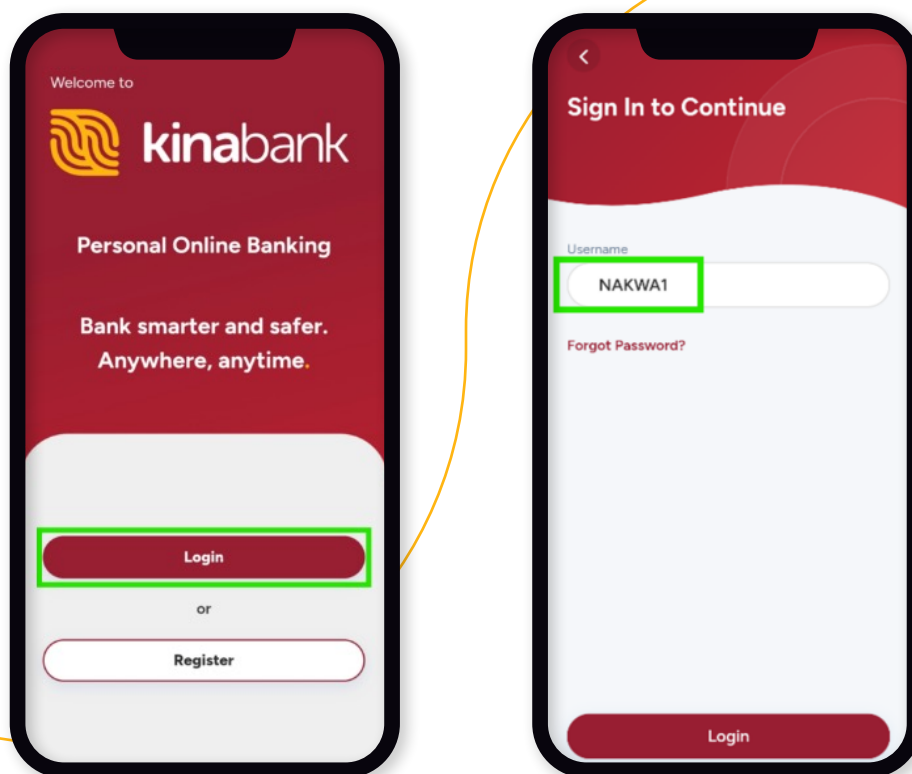 Welcome to
kinabank
Personal Online Banking
Bank smarter and safer.
Anywhere, anytime.
Login
or
Register
Sign In to Continue
Username
NAKWA1
Forgot Password?
Login